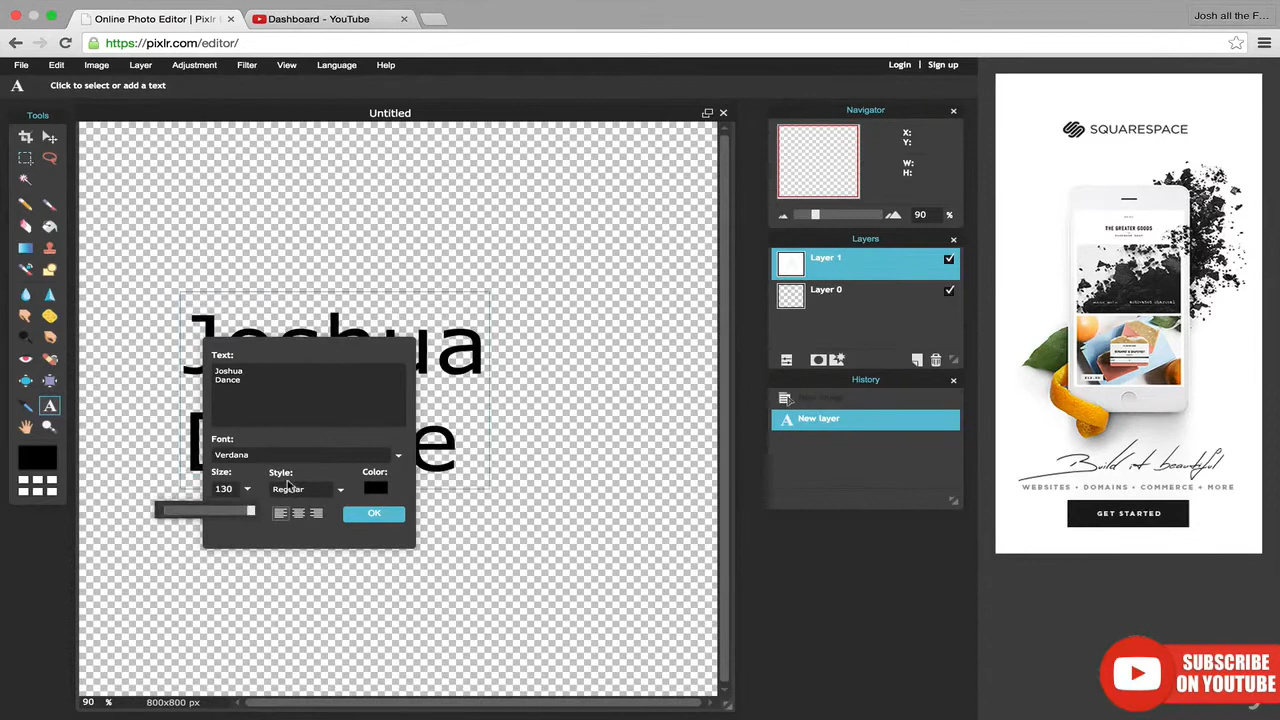 Online Photo Editor | Pixlr
Dashboard - YouTube
Josh all the F...
https://pixlr.com/editor/
File Edit Image Layer Adjustment Filter View Language Help
Login Sign up
A Click to select or add a text
Tools
Untitled
Joshua
Text:
Joshua
Dance
Font:
Verdana
Size: Style: Color:
130 Regular
OK
90 % 800x800 px
Navigator
X:
Y:
W:
H:
90 %
Layers
Layer 1
Layer 0
History
New image
A New layer
SQUARESPACE
THE GREATER GOODS
Build it beautiful
WEBSITES • DOMAINS • COMMERCE • MORE
GET STARTED
SUBSCRIBE
ON YOUTUBE